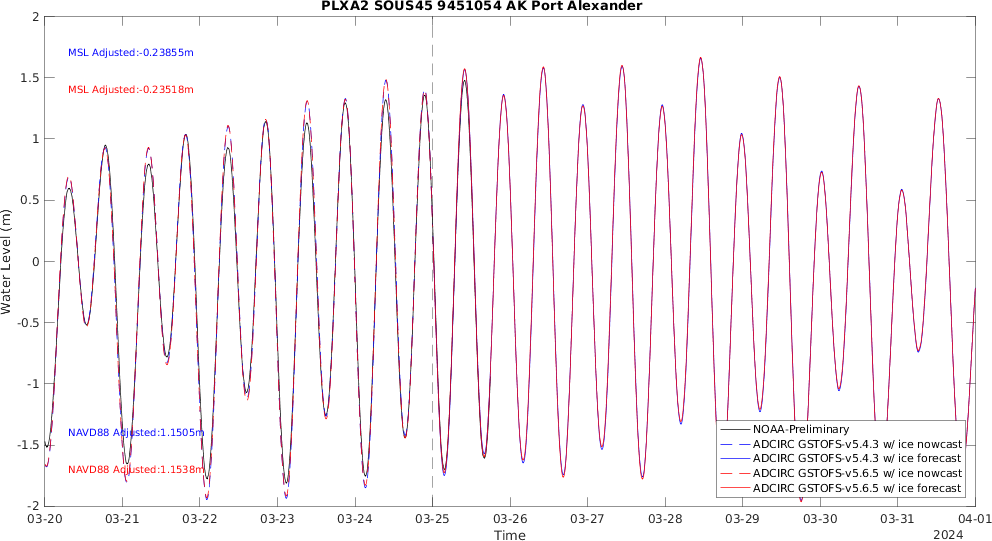 PLXA2 SOUS45 9451054 AK Port Alexander
MSL Adjusted:-0.23855m
MSL Adjusted:-0.23518m
NAVD88 Adjusted:1.1505m
NAVD88 Adjusted:1.1538m
Water Level (m)
2
1.5
1
0.5
0
-0.5
-1
-1.5
-2
NOAA-Preliminary
ADCIRC GSTOFS-v5.4.3 w/ ice nowcast
ADCIRC GSTOFS-v5.4.3 w/ ice forecast
ADCIRC GSTOFS-v5.6.5 w/ ice nowcast
ADCIRC GSTOFS-v5.6.5 w/ ice forecast
03-20 03-21 03-22 03-23 03-24 03-25 03-26 03-27 03-28 03-29 03-30 03-31 04-01
Time
2024